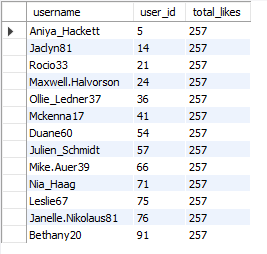 username user_id total_likes
Aniya_Hackett 5 257
Jaclyn81 14 257
Rocio33 21 257
Maxwell.Halvorson 24 257
Ollie_Ledner37 36 257
Mckenna17 41 257
Duane60 54 257
Julien_Schmidt 57 257
Mike.Auer39 66 257
Nia_Haag 71 257
Leslie67 75 257
Janelle.Nikolaus81 76 257
Bethany20 91 257